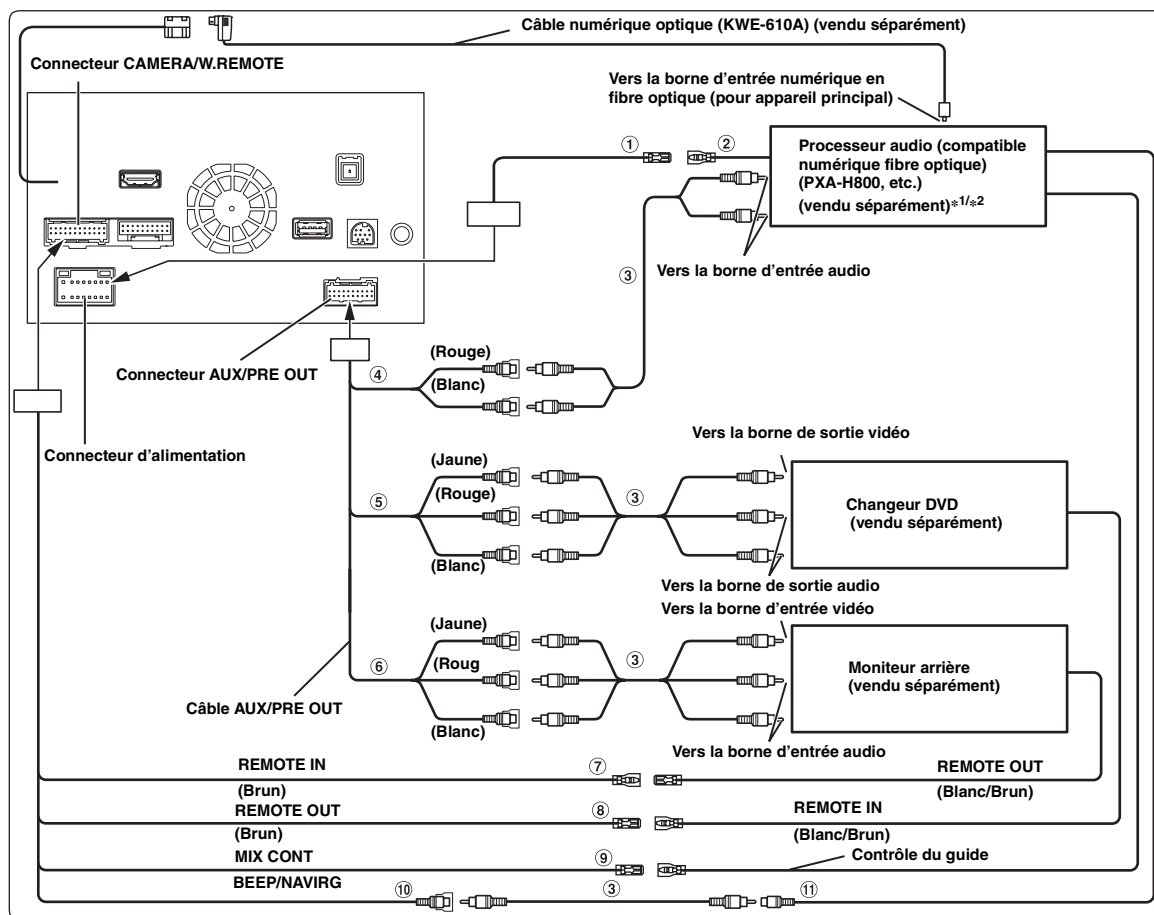 Câble numérique optique (KWE-610A) (vendu séparément)
Connecteur CAMERA/W.REMOTE
Vers la borne d’entrée numérique en
fibre optique (pour appareil principal)
①
②
Processeur audio (compatible
numérique fibre optique)
(PXA-H800, etc.)
(vendu séparément)*1/*2
Vers la borne d’entrée audio
③
Connecteur AUX/PRE OUT
④
(Rouge)
(Blanc)
Connecteur d’alimentation
Vers la borne de sortie vidéo
(Jaune)
⑤
(Rouge)
③
(Blanc)
Changeur DVD
(vendu séparément)
Vers la borne de sortie audio
Vers la borne d’entrée vidéo
(Jaune)
⑥
(Roug
③
(Blanc)
Moniteur arrière
(vendu séparément)
Câble AUX/PRE OUT
Vers la borne d’entrée audio
REMOTE IN
⑦
REMOTE OUT
(Brun)
(Blanc/Brun)
REMOTE OUT
⑧
REMOTE IN
(Brun)
(Blanc/Brun)
MIX CONT
⑨
Contrôle du guide
BEEP/NAVIRG
⑩
③
⑪